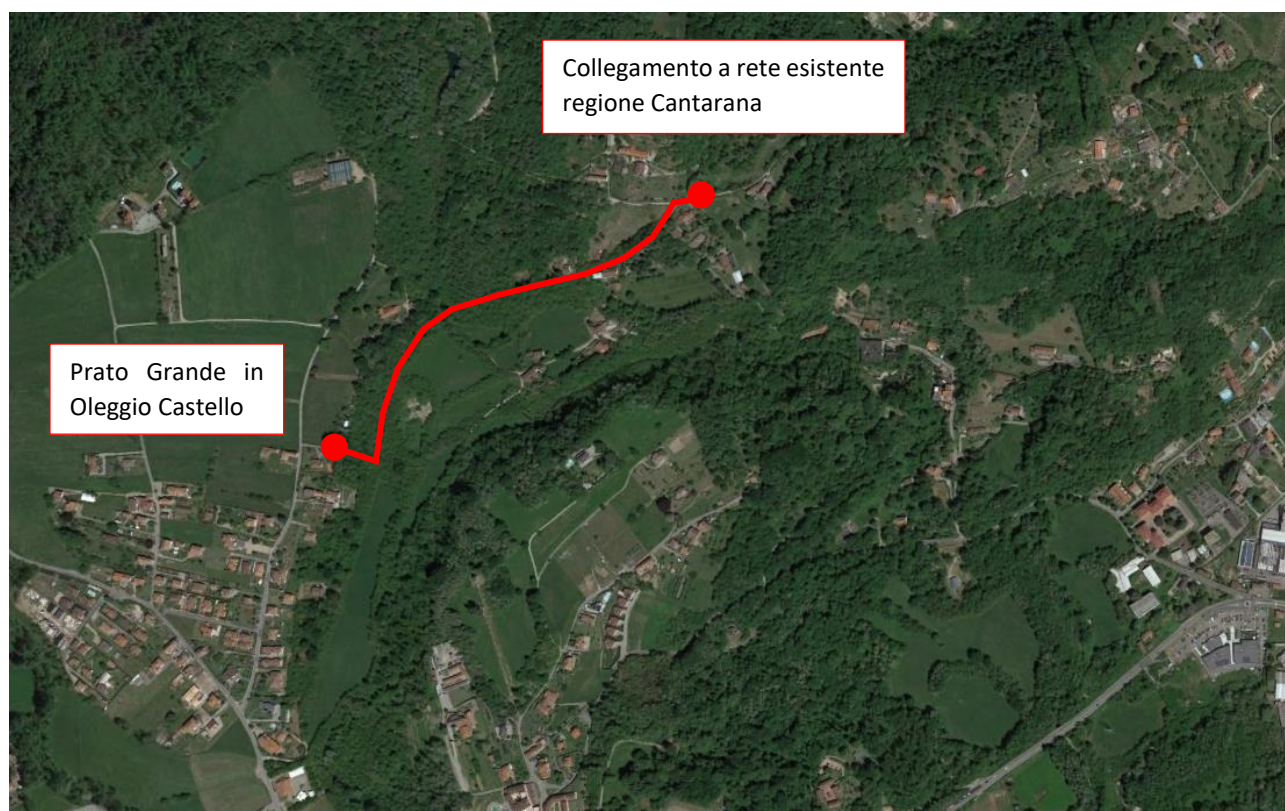 Collegamento a rete esistente
regione Cantarana
Prato Grande in
Oleggio Castello